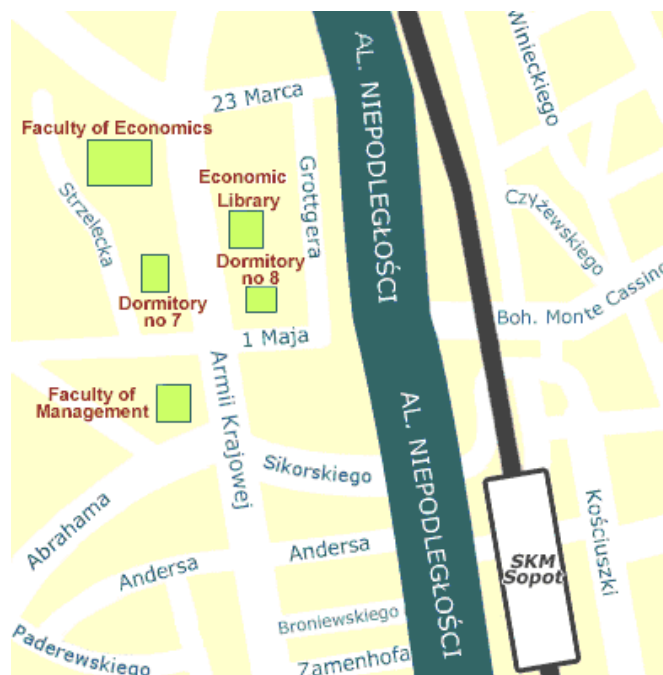 AL. NIEPODLEGŁOŚCI
Winieckiego
23 Marca
Faculty of Economics
Grottgera
Economic
Library
Strzelecka
Czyżewskiego
Dormitory
no 8
Dormitory
no 7
Boh. Monte Cassino
1 Maja
Armii Krajowej
Faculty of
Management
AL. NIEPODLEGŁOŚCI
Sikorskiego
Kościuszki
Abrahama
Andersa
Andersa
SKM
Sopot
Broniewskiego
Paderewskiego
Zamenhofa